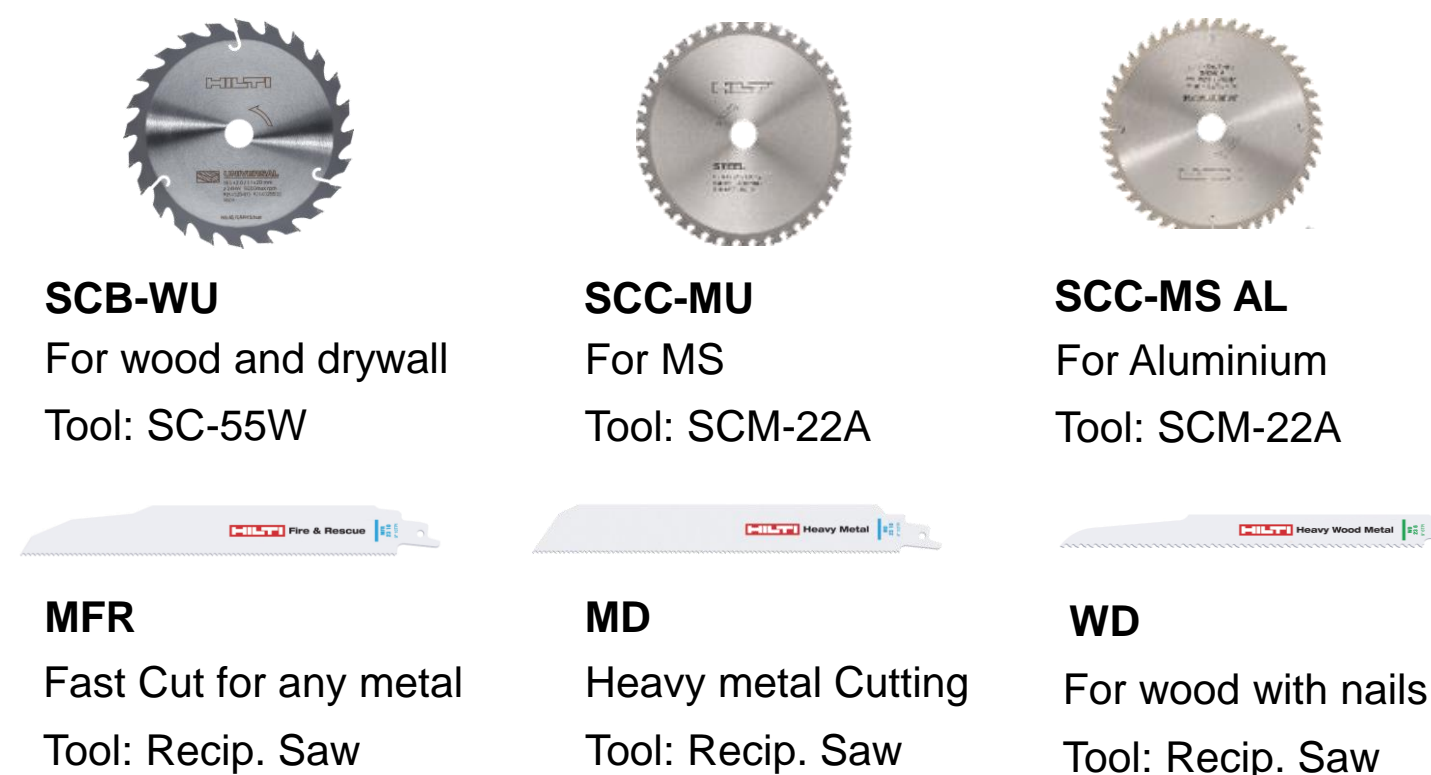 HILTI
UNIVERSAL
HILTI
STEEL
SCB-WU
For wood and drywall
Tool: SC-55W
SCC-MU
For MS
Tool: SCM-22A
SCC-MS AL
For Aluminium
Tool: SCM-22A
HILTI Fire & Rescue
HILTI Heavy Metal
HILTI Heavy Wood Metal
MFR
Fast Cut for any metal
Tool: Recip. Saw
MD
Heavy metal Cutting
Tool: Recip. Saw
WD
For wood with nails
Tool: Recip. Saw